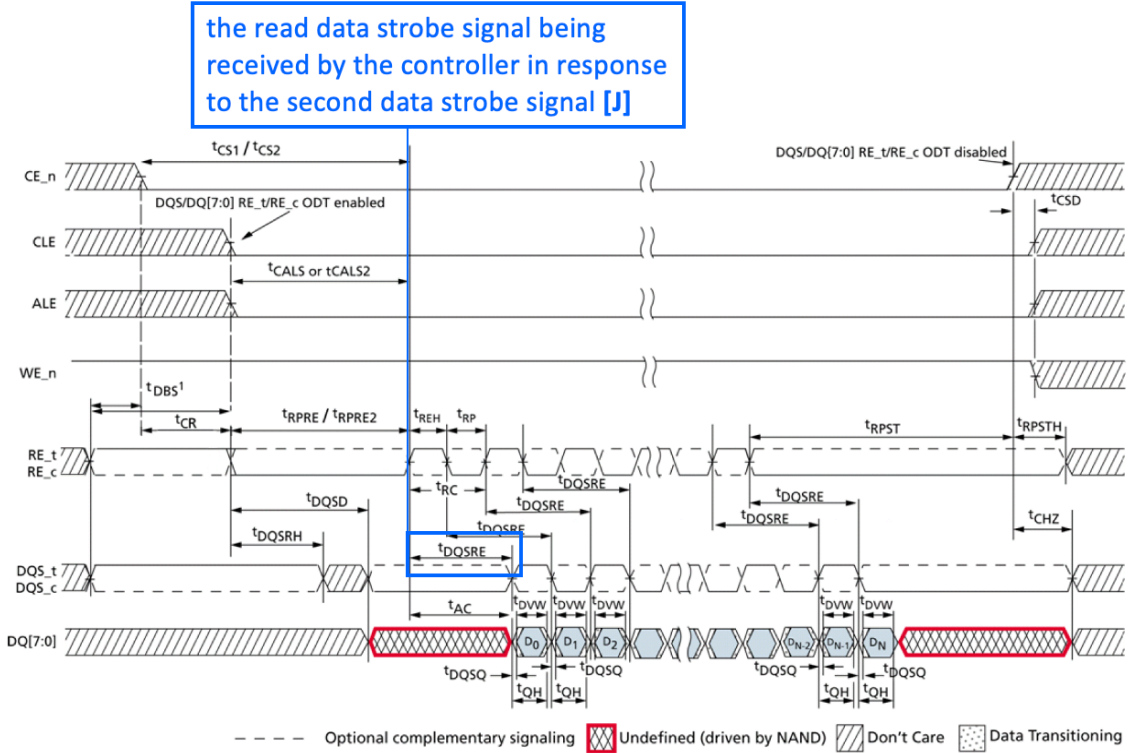 the read data strobe signal being
received by the controller in response
to the second data strobe signal [J]
tCS1 / tCS2
DQS/DQ[7:0] RE_t/RE_c ODT disabled
CE_n
tCSD
DQS/DQ[7:0] RE_t/RE_c ODT enabled
CLE
tCALS or tCALS2
ALE
WE_n
tDBS1
tCR
tRPRE / tRPRE2
tREH
tRP
tRPST
tRPSTH
RE_t
RE_c
tRC
tDQSRE
tDQSRE
tDQSD
tDQSRE
tDQSRE
tCHZ
tDQSRH
tDQSRE
tDQSRE
DQS_t
DQS_c
tAC
tDVW
tDVW
tDVW
tDVW
tDVW
DQ[7:0]
D0
D1
D2
DN-2
DN-1
DN
tDQSQ
tDQSQ
tDQSQ
tDQSQ
tQH
tQH
tQH
tQH
Optional complementary signaling
Undefined (driven by NAND)
Don't Care
Data Transitioning